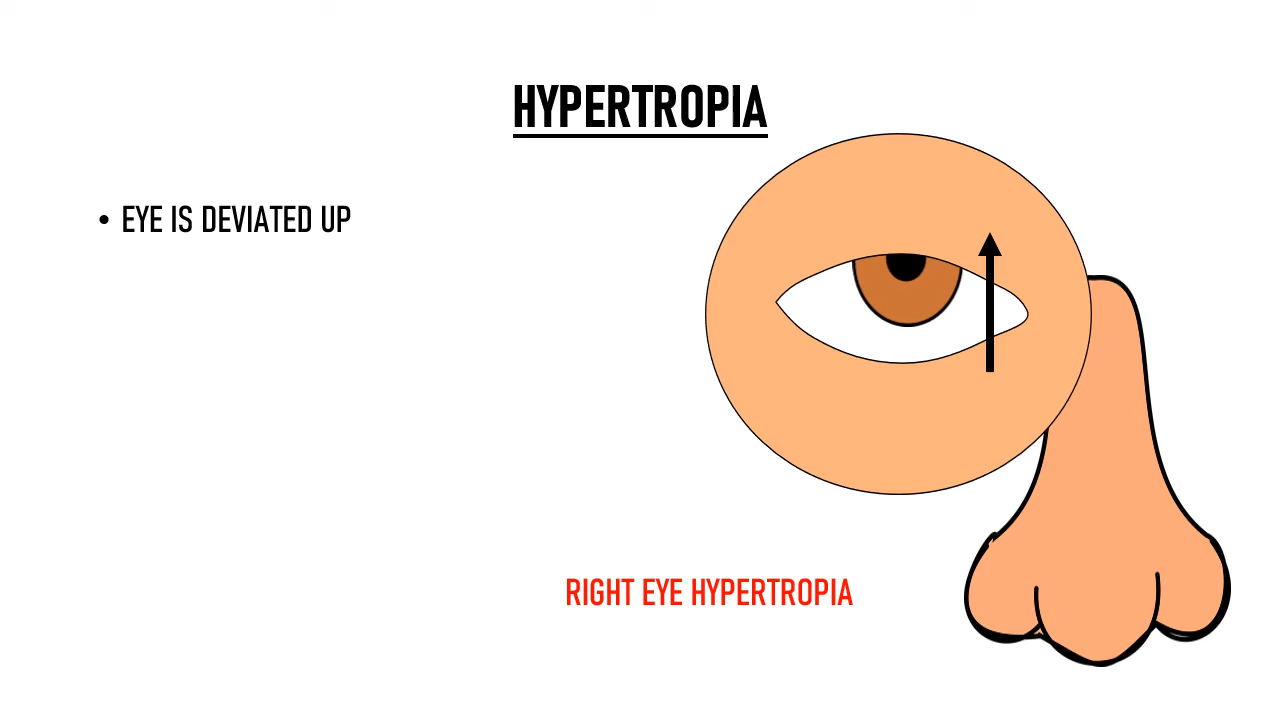 HYPERTROPIA
• EYE IS DEVIATED UP
RIGHT EYE HYPERTROPIA